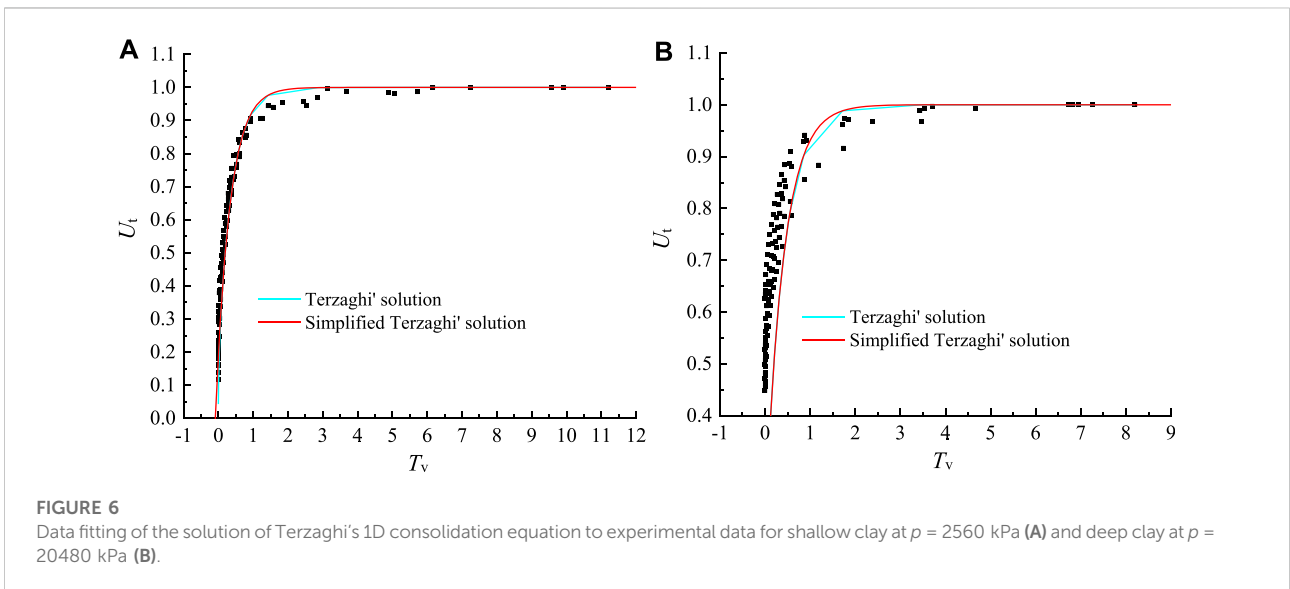 A
1.1
1.0
0.9
0.8
0.7
0.6
0.5
0.4
0.3
0.2
0.1
0.0
Ut
-1 0 1 2 3 4 5 6 7 8 9 10 11 12
Tv
Terzaghi' solution
Simplified Terzaghi' solution
B
1.1
1.0
0.9
0.8
0.7
0.6
0.5
0.4
Ut
-1 0 1 2 3 4 5 6 7 8 9
Tv
Terzaghi' solution
Simplified Terzaghi' solution
FIGURE 6
Data fitting of the solution of Terzaghi's 1D consolidation equation to experimental data for shallow clay at p = 2560 kPa (A) and deep clay at p =
20480 kPa (B).